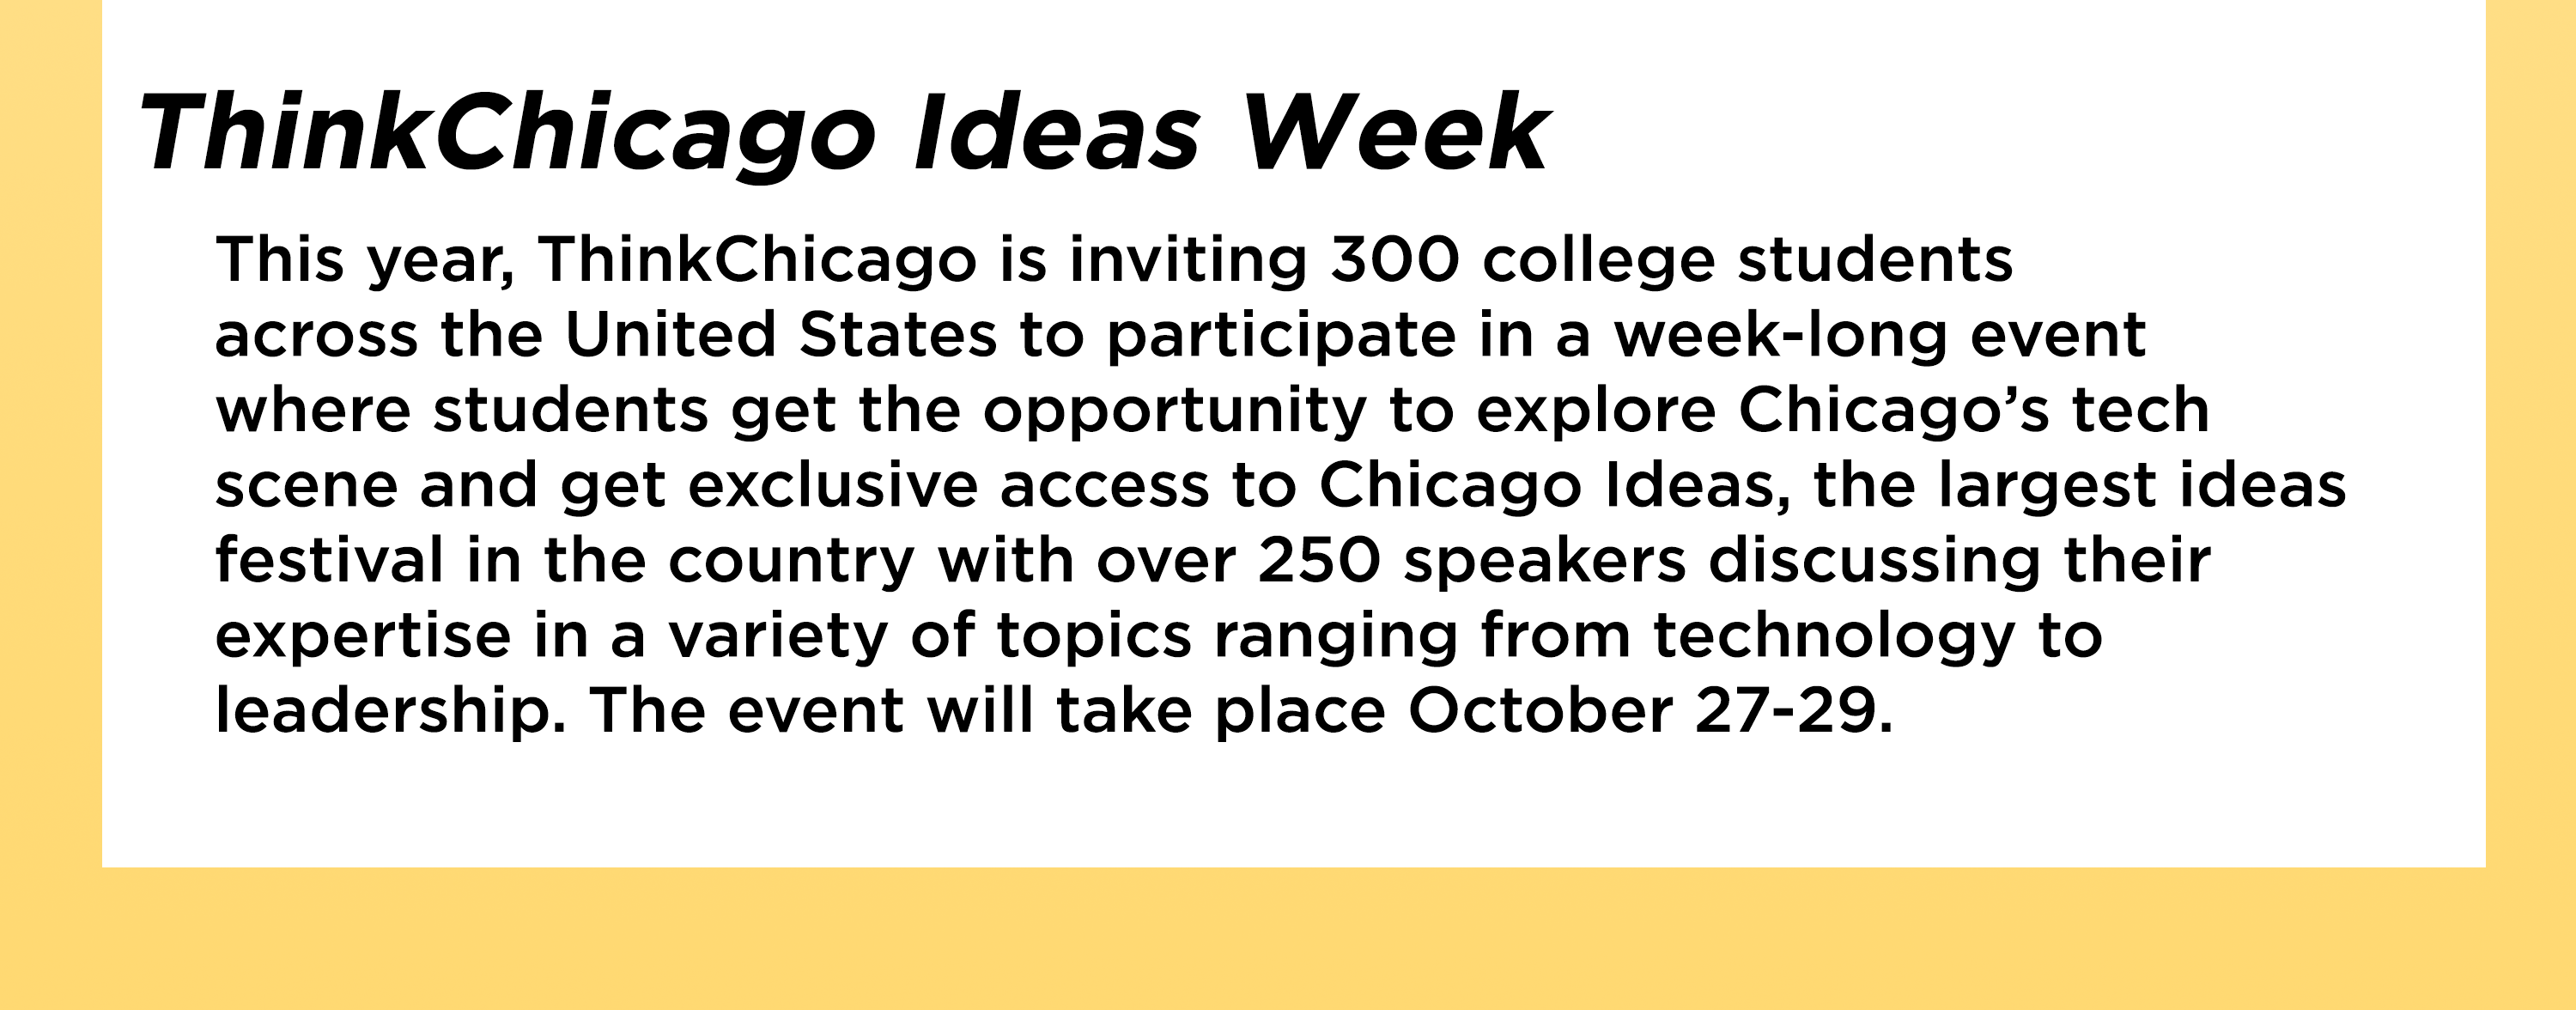 ThinkChicago Ideas Week
This year, ThinkChicago is inviting 300 college students
across the United States to participate in a week-long event
where students get the opportunity to explore Chicago’s tech
scene and get exclusive access to Chicago Ideas, the largest ideas
festival in the country with over 250 speakers discussing their
expertise in a variety of topics ranging from technology to
leadership. The event will take place October 27-29.